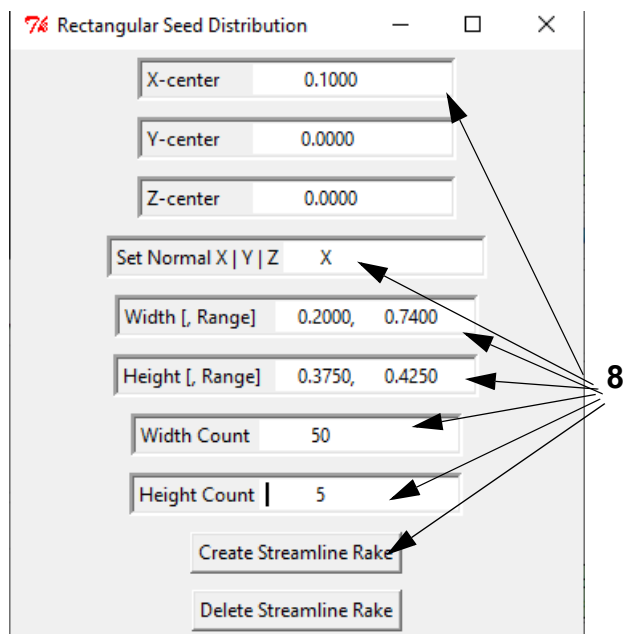 Rectangular Seed Distribution
X-center 0.1000
Y-center 0.0000
Z-center 0.0000
Set Normal X | Y | Z X
Width [, Range] 0.2000, 0.7400
Height [, Range] 0.3750, 0.4250
8
Width Count 50
Height Count 5
Create Streamline Rake
Delete Streamline Rake